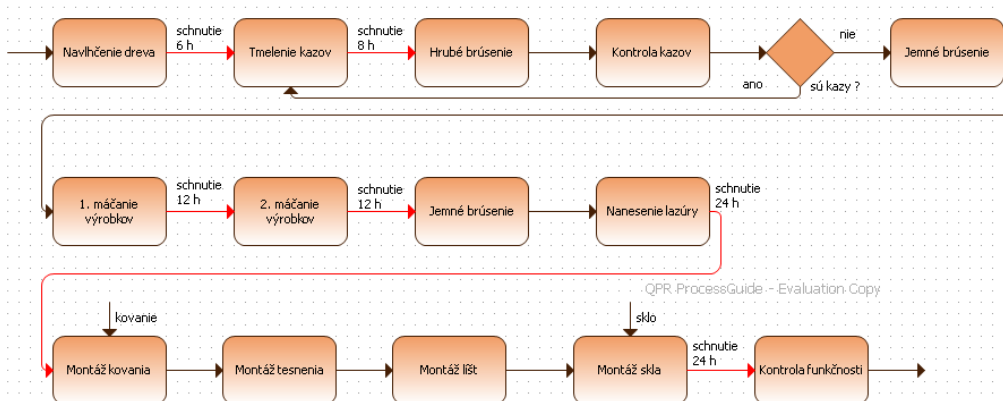 Navlhčenie dreva
schnutie
6 h
Tmelenie kazov
schnutie
8 h
Hrubé brúsenie
Kontrola kazov
nie
ano
sú kazy ?
Jemné brúsenie
1. máčanie
výrobkov
schnutie
12 h
2. máčanie
výrobkov
schnutie
12 h
Jemné brúsenie
Nanesenie lazúry
schnutie
24 h
QPR ProcessGuide - Evaluation Copy
kovanie
sklo
Montáž kovania
Montáž tesnenia
Montáž líšt
Montáž skla
schnutie
24 h
Kontrola funkčnosti